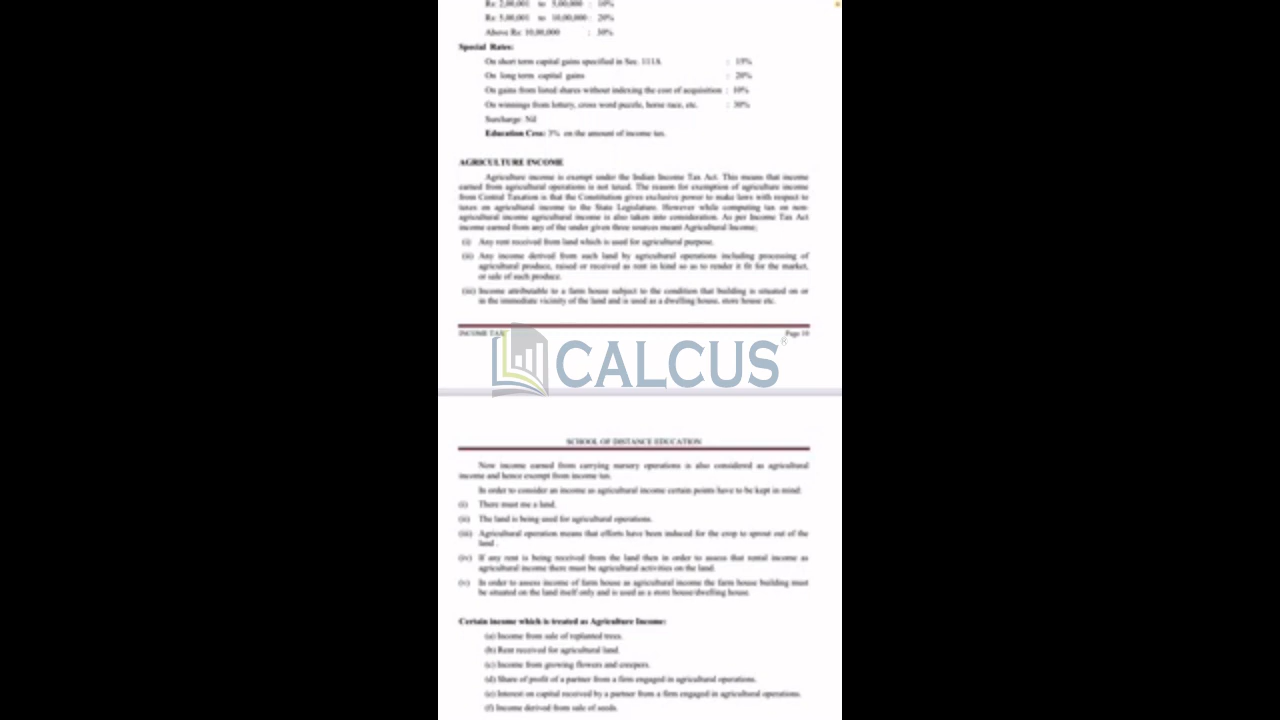 Rs: 2,00,001 to 5,00,000 : 10%
Rs: 5,00,001 to 10,00,000 : 20%
Above Rs: 10,00,000 : 30%
Special Rates:
On short term capital gains specified in Sec. 111A : 15%
On long term capital gains : 20%
On gains from listed shares without indexing the cost of acquisition : 10%
On winnings from lottery, cross word puzzle, horse race, etc. : 30%
Surcharge: Nil
Education Cess: 3% on the amount of income tax.
AGRICULTURE INCOME
Agriculture income is exempt under the Indian Income Tax Act. This means that income
earned from agricultural operations is not taxed. The reason for exemption of agriculture income
from Central Taxation is that the Constitution gives exclusive power to make laws with respect to
taxes on agricultural income to the State Legislature. However while computing tax on non-
agricultural income agricultural income is also taken into consideration. As per Income Tax Act
income earned from any of the under given three sources meant Agricultural Income;
(i) Any rent received from land which is used for agricultural purpose.
(ii) Any income derived from such land by agricultural operations including processing of
agricultural produce, raised or received as rent in kind so as to render it fit for the market,
or sale of such produce.
(iii) Income attributable to a farm house subject to the condition that building is situated on or
in the immediate vicinity of the land and is used as a dwelling house, store house etc.
INCOME TAX Page 10
CALCUS®
SCHOOL OF DISTANCE EDUCATION
Now income earned from carrying nursery operations is also considered as agricultural
income and hence exempt from income tax.
In order to consider an income as agricultural income certain points have to be kept in mind:
(i) There must me a land.
(ii) The land is being used for agricultural operations.
(iii) Agricultural operation means that efforts have been induced for the crop to sprout out of the
land .
(iv) If any rent is being received from the land then in order to assess that rental income as
agricultural income there must be agricultural activities on the land.
(v) In order to assess income of farm house as agricultural income the farm house building must
be situated on the land itself only and is used as a store house/dwelling house.
Certain income which is treated as Agriculture Income:
(a) Income from sale of replanted trees.
(b) Rent received for agricultural land.
(c) Income from growing flowers and creepers.
(d) Share of profit of a partner from a firm engaged in agricultural operations.
(e) Interest on capital received by a partner from a firm engaged in agricultural operations.
(f) Income derived from sale of seeds.